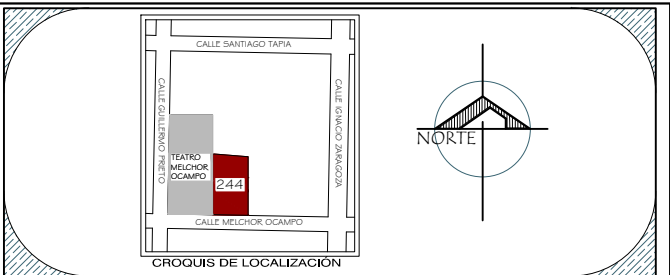 CALLE SANTIAGO TAPIA
CALLE GUILLERMO PRIETO
CALLE IGNACIO ZARAGOZA
TEATRO
MELCHOR
OCAMPO
244
CALLE MELCHOR OCAMPO
CROQUIS DE LOCALIZACIÓN
NORTE